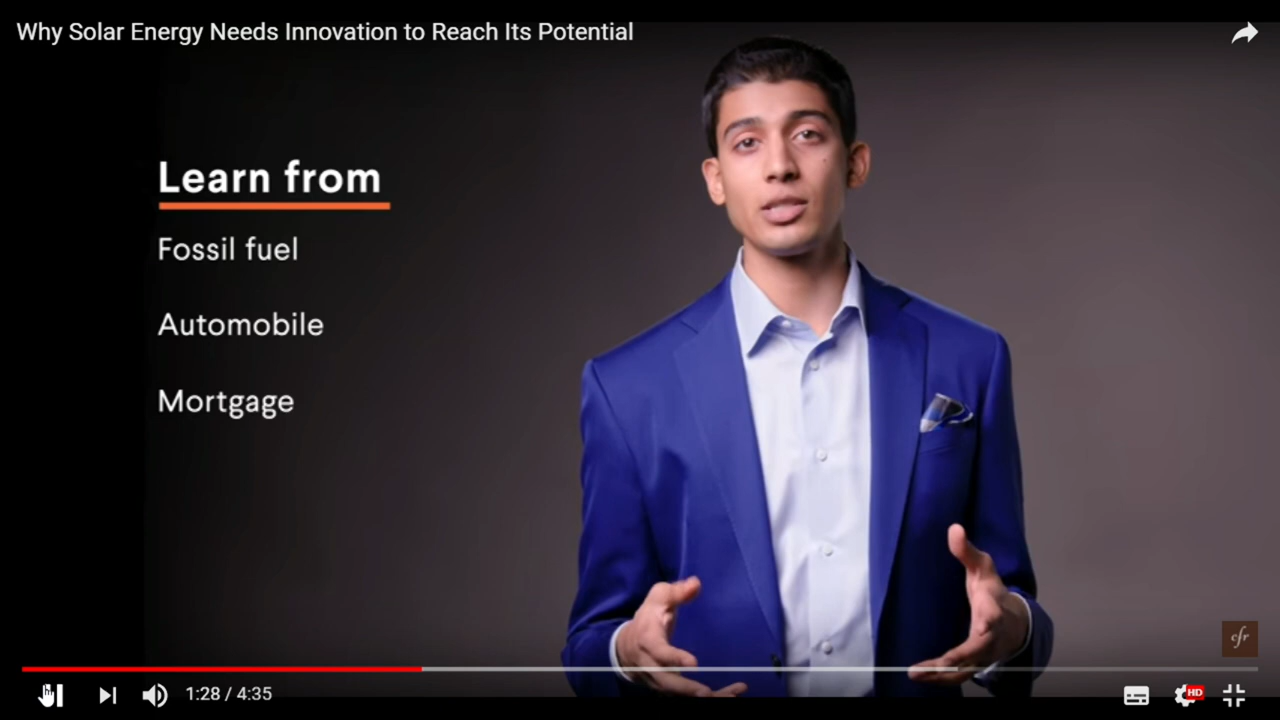 Why Solar Energy Needs Innovation to Reach Its Potential
Learn from
Fossil fuel
Automobile
Mortgage
cfr
1:28 / 4:35
HD